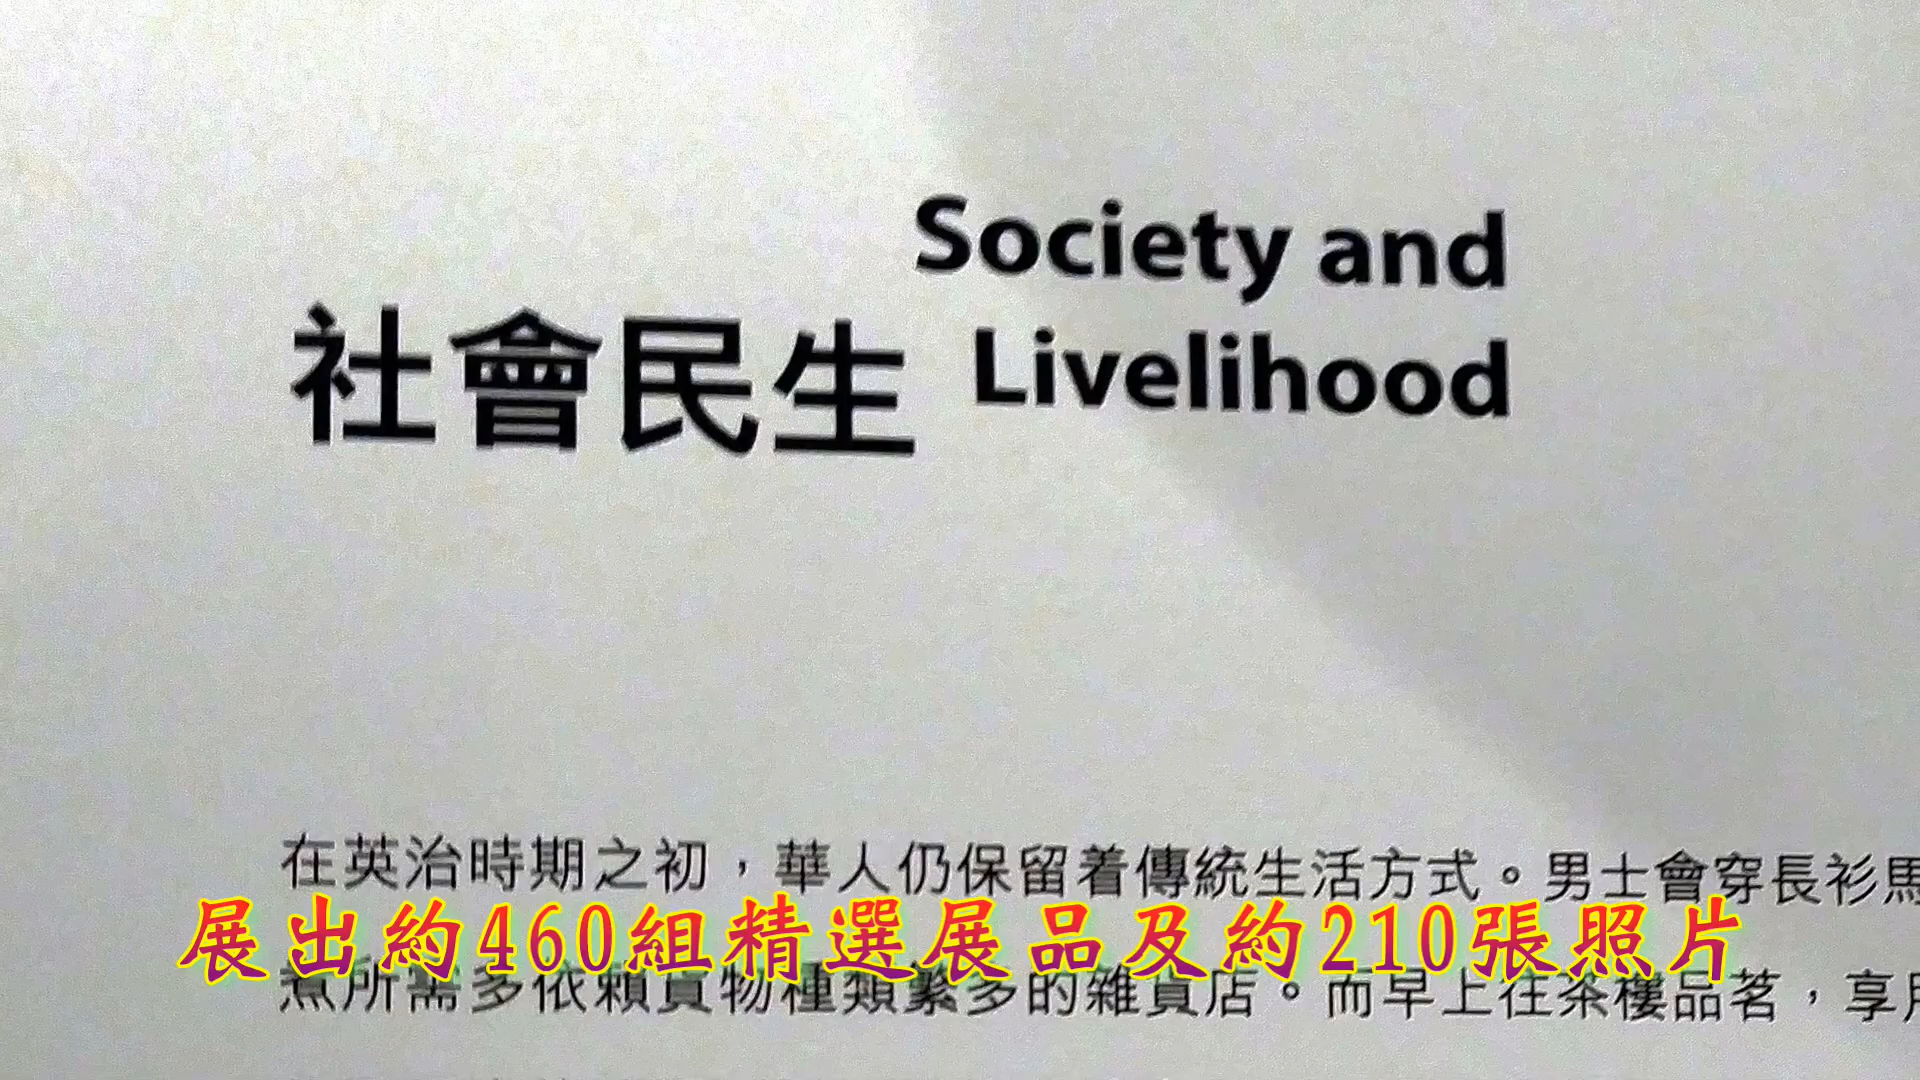 Society and
社會民生 Livelihood
在英治時期之初，華人仍保留着傳統生活方式。男士會穿長衫馬
展出約460組精選展品及約210張照片
煮所需多依賴貨物種類繁多的雜貨店。而早上往茶樓品茗，享用